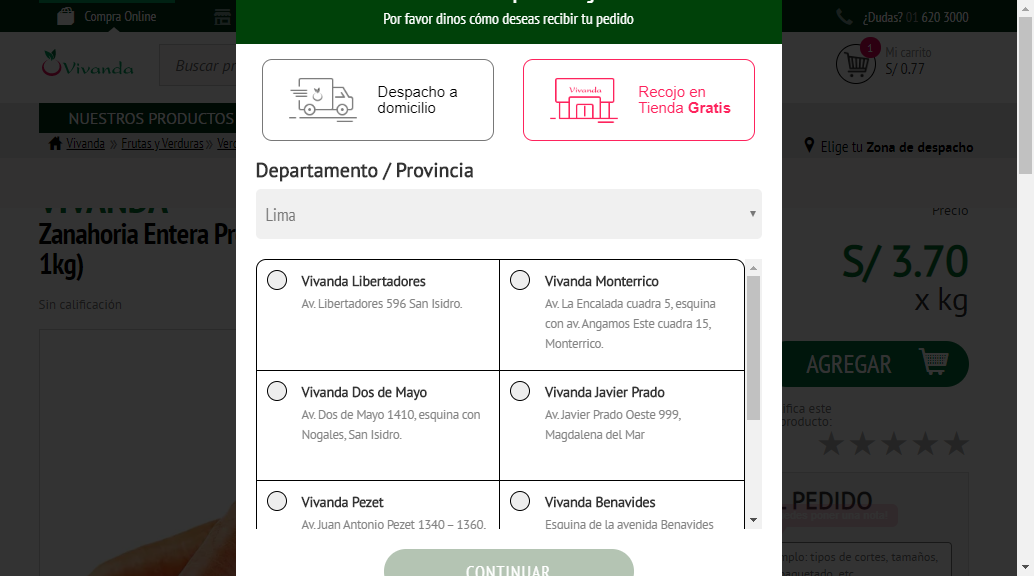 Compra Online
¿Dudas? 01 620 3000
Por favor dinos cómo deseas recibir tu pedido
Vivanda
Buscar pr
1
Mi carrito
S/ 0.77
Despacho a
domicilio
Vivanda
Recojo en
Tienda Gratis
NUESTROS PRODUCTOS
Vivanda » Frutas y Verduras » Verd
Elige tu Zona de despacho
Departamento / Provincia
Lima
VIVANDA
Zanahoria Entera Pr
1kg)
Sin calificación
Precio
S/ 3.70
x kg
Vivanda Libertadores
Av. Libertadores 596 San Isidro.
Vivanda Monterrico
Av. La Encalada cuadra 5, esquina
con av. Angamos Este cuadra 15,
Monterrico.
AGREGAR
Vivanda Dos de Mayo
Av. Dos de Mayo 1410, esquina con
Nogales, San Isidro.
Vivanda Javier Prado
Av. Javier Prado Oeste 999,
Magdalena del Mar
ifica este
producto:
Vivanda Pezet
Av. Juan Antonio Pezet 1340 – 1360.
Vivanda Benavides
Esquina de la avenida Benavides
L PEDIDO
mplo: tipos de cortes, tamaños,
aquetado, etc
CONTINUAR